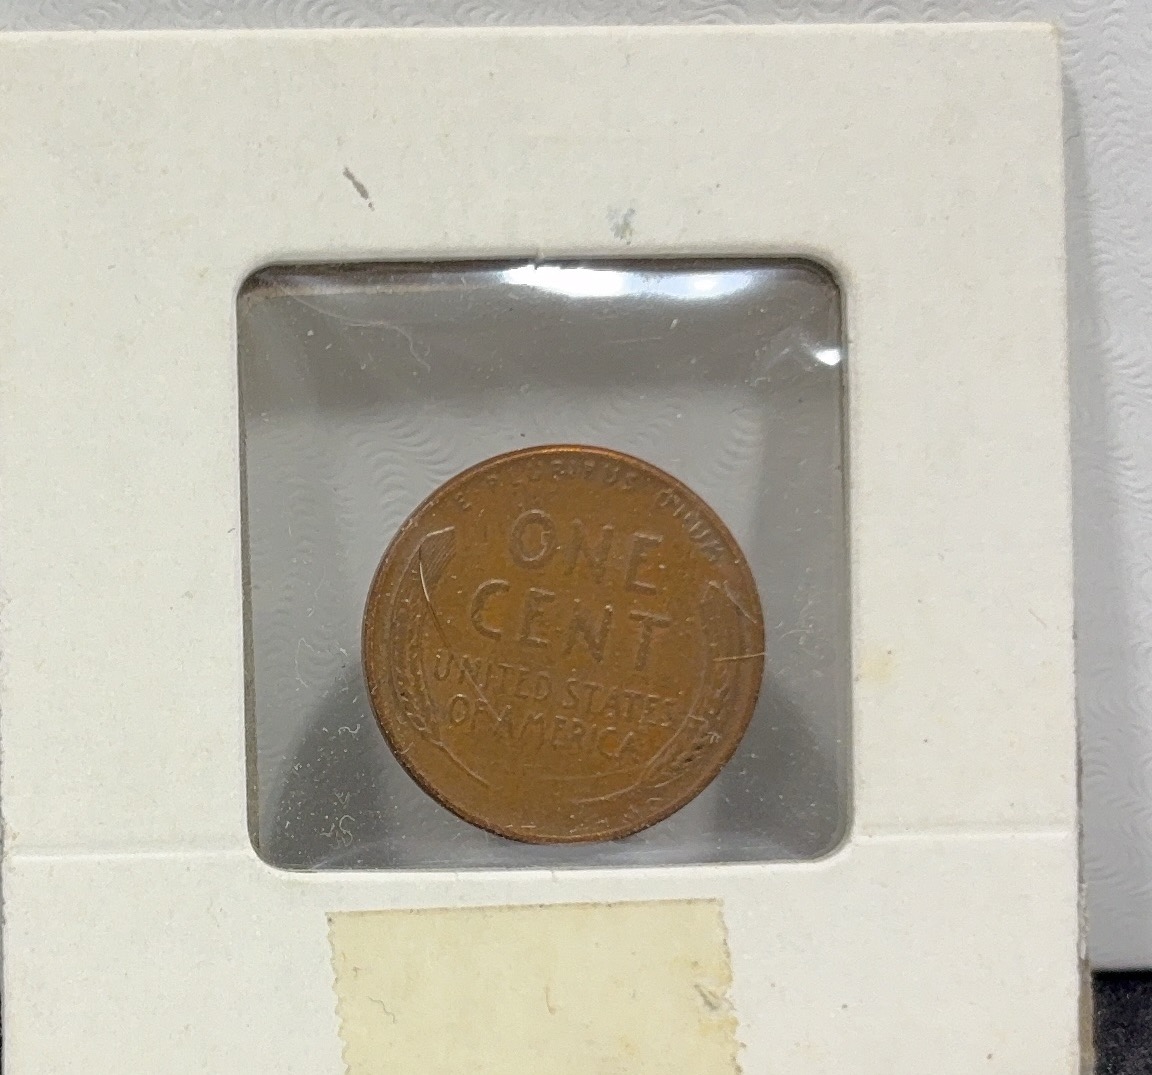 E PLURIBUS UNUM
ONE
CENT
UNITED STATES
OF AMERICA